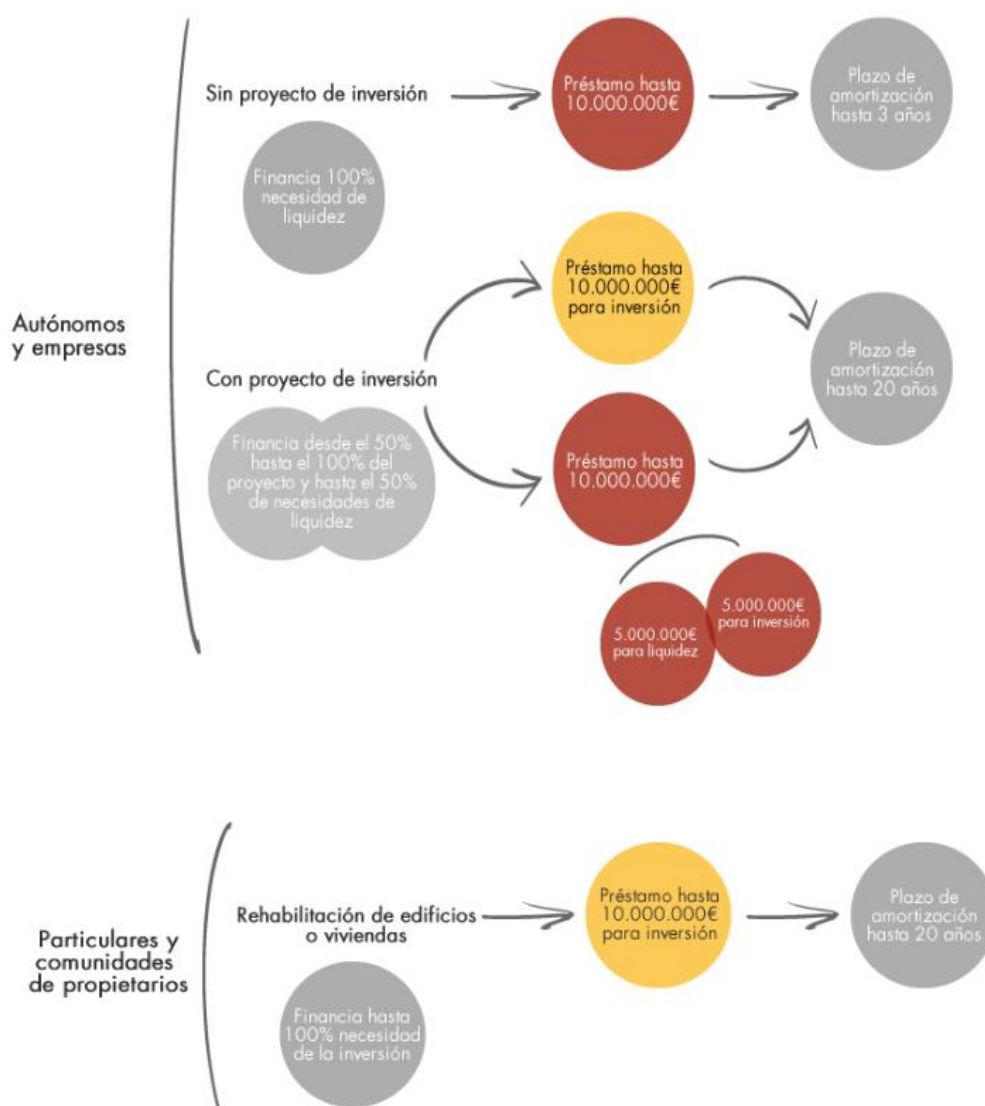 Sin proyecto de inversión
Préstamo hasta
10.000.000€
Plazo de
amortización
hasta 3 años
Financia 100%
necesidad de
liquidez
Autónomos
y empresas
Con proyecto de inversión
Financia desde el 50%
hasta el 100% del
proyecto y hasta el 50%
de necesidades de
liquidez
Préstamo hasta
10.000.000€
para inversión
Préstamo hasta
10.000.000€
5.000.000€
para liquidez
5.000.000€
para inversión
Plazo de
amortización
hasta 20 años
Particulares y
comunidades
de propietarios
Rehabilitación de edificios
o viviendas
Financia hasta
100% necesidad
de la inversión
Préstamo hasta
10.000.000€
para inversión
Plazo de
amortización
hasta 20 años